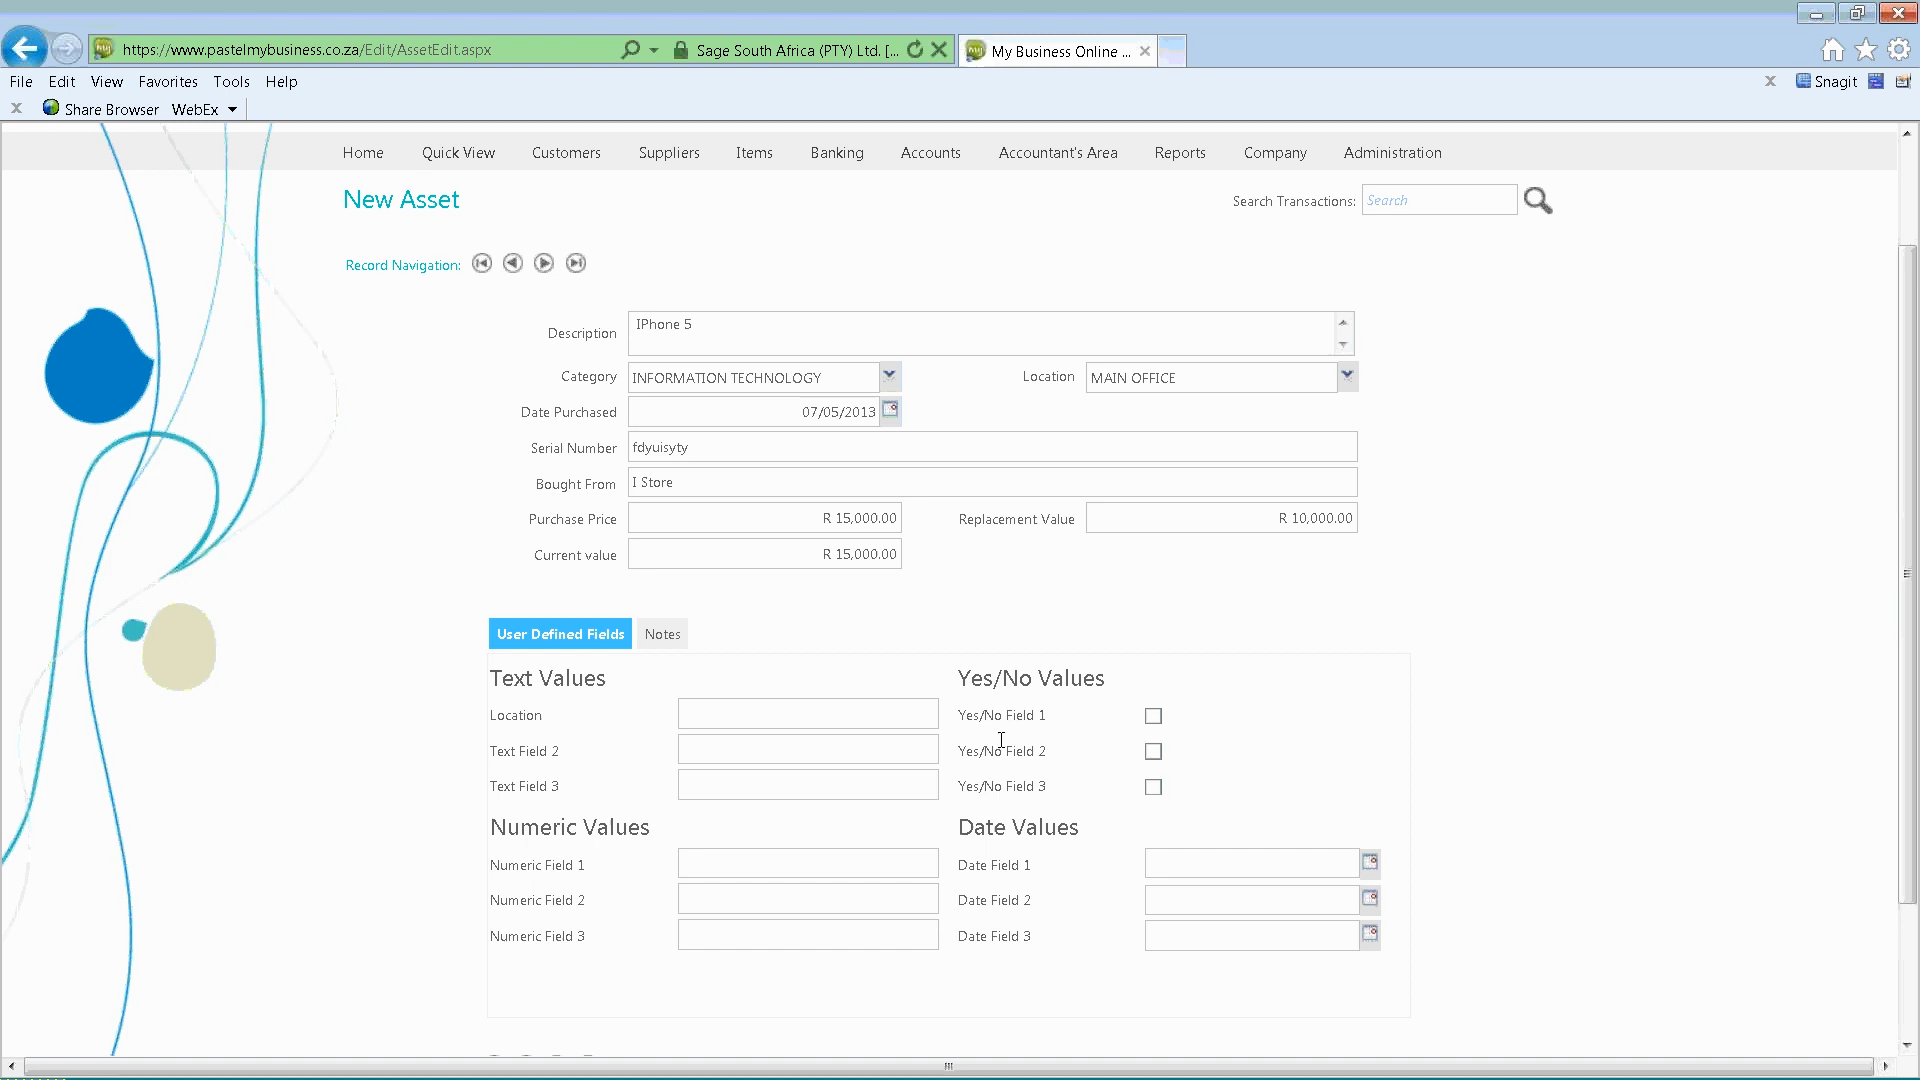 https://www.pastelmybusiness.co.za/Edit/AssetEdit.aspx
Sage South Africa (PTY) Ltd. [...
My Business Online ...
File Edit View Favorites Tools Help
Snagit
Share Browser WebEx
Home Quick View Customers Suppliers Items Banking Accounts Accountant's Area Reports Company Administration
New Asset
Search Transactions: Search
Record Navigation:
Description IPhone 5
Category INFORMATION TECHNOLOGY Location MAIN OFFICE
Date Purchased 07/05/2013
Serial Number fdyuisyty
Bought From I Store
Purchase Price R 15,000.00 Replacement Value R 10,000.00
Current value R 15,000.00
User Defined Fields Notes
Text Values Yes/No Values
Location Yes/No Field 1
Text Field 2 Yes/No Field 2
Text Field 3 Yes/No Field 3
Numeric Values Date Values
Numeric Field 1 Date Field 1
Numeric Field 2 Date Field 2
Numeric Field 3 Date Field 3